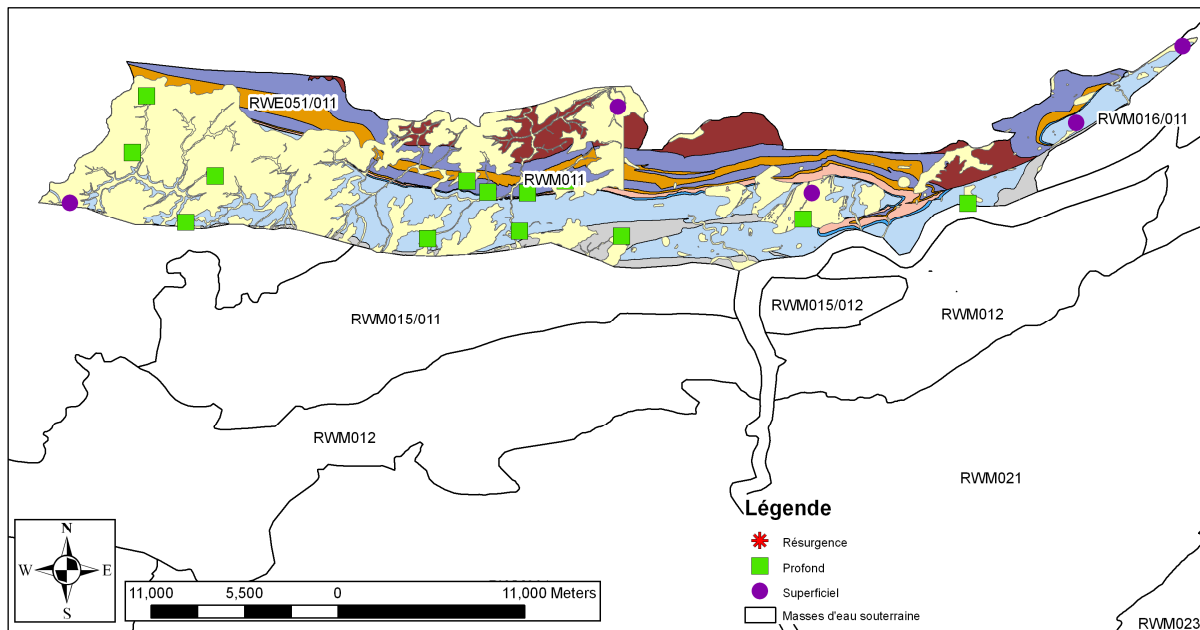 RWE051/011
RWM016/011
RWM011
RWM015/012
RWM015/011
RWM012
RWM012
RWM021
Légende
Résurgence
Profond
Superficiel
Masses d'eau souterraine
N
W E
S
11,000 5,500 0 11,000 Meters
RWM023